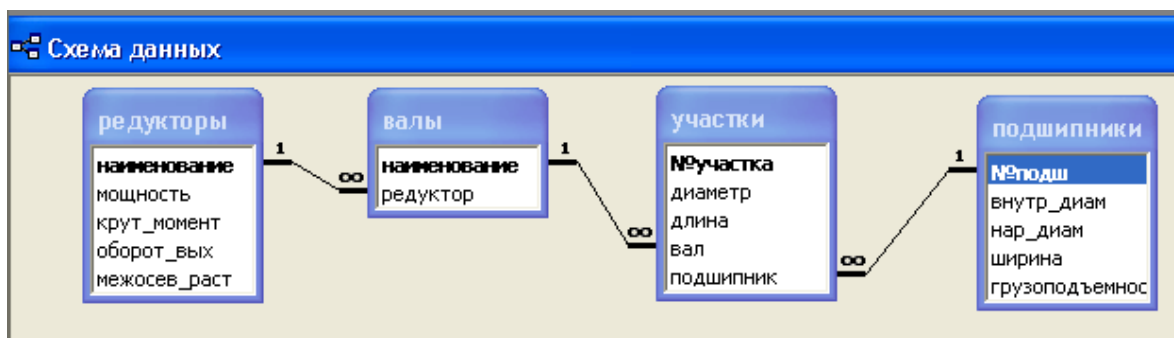 Схема данных
редукторы
наименование
мощность
крут_момент
оборот_вых
межосев_раст
1
∞
валы
наименование
редуктор
1
∞
участки
№участка
диаметр
длина
вал
подшипник
∞
1
подшипники
№подш
внутр_диам
нар_диам
ширина
грузоподъемнос